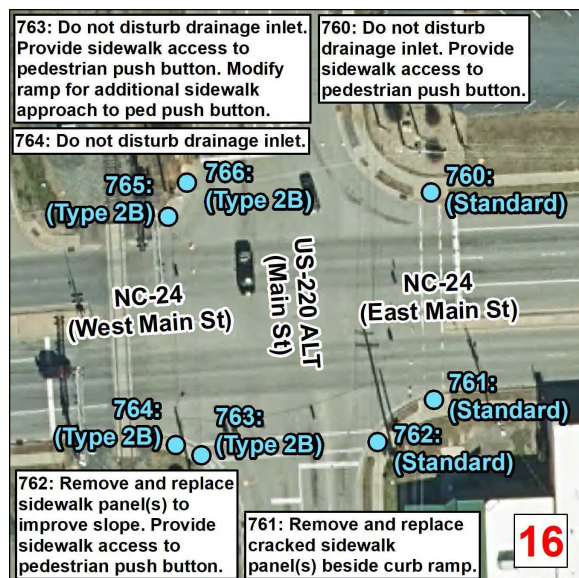 763: Do not disturb drainage inlet.
Provide sidewalk access to
pedestrian push button. Modify
ramp for additional sidewalk
approach to ped push button.
764: Do not disturb drainage inlet.
760: Do not disturb
drainage inlet. Provide
sidewalk access to
pedestrian push button.
765:
(Type 2B)
766:
(Type 2B)
760:
(Standard)
NC-24
(West Main St)
US-220 ALT
(Main St)
NC-24
(East Main St)
764:
(Type 2B)
763:
(Type 2B)
761:
(Standard)
762:
(Standard)
762: Remove and replace
sidewalk panel(s) to
improve slope. Provide
sidewalk access to
pedestrian push button.
761: Remove and replace
cracked sidewalk
panel(s) beside curb ramp.
16